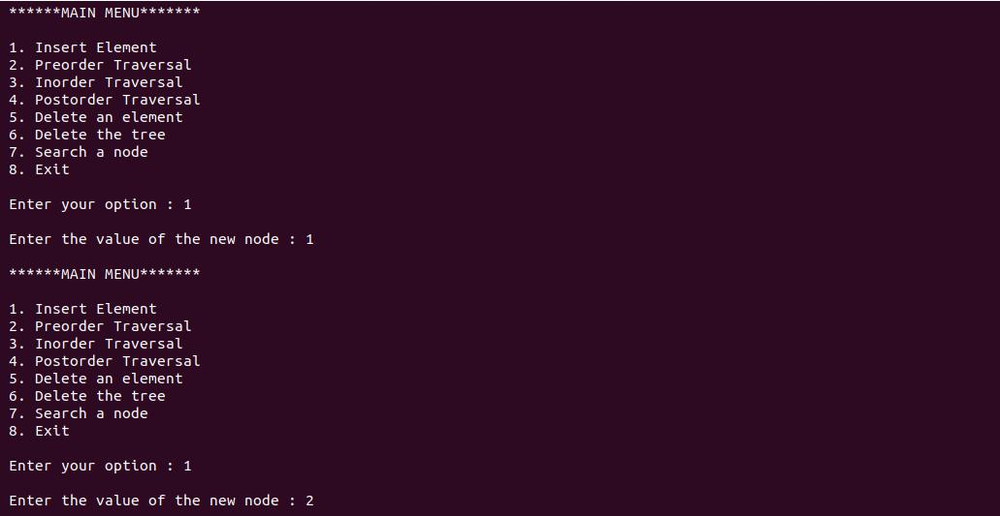 ******MAIN MENU*******
1. Insert Element
2. Preorder Traversal
3. Inorder Traversal
4. Postorder Traversal
5. Delete an element
6. Delete the tree
7. Search a node
8. Exit
Enter your option : 1
Enter the value of the new node : 1
******MAIN MENU*******
1. Insert Element
2. Preorder Traversal
3. Inorder Traversal
4. Postorder Traversal
5. Delete an element
6. Delete the tree
7. Search a node
8. Exit
Enter your option : 1
Enter the value of the new node : 2